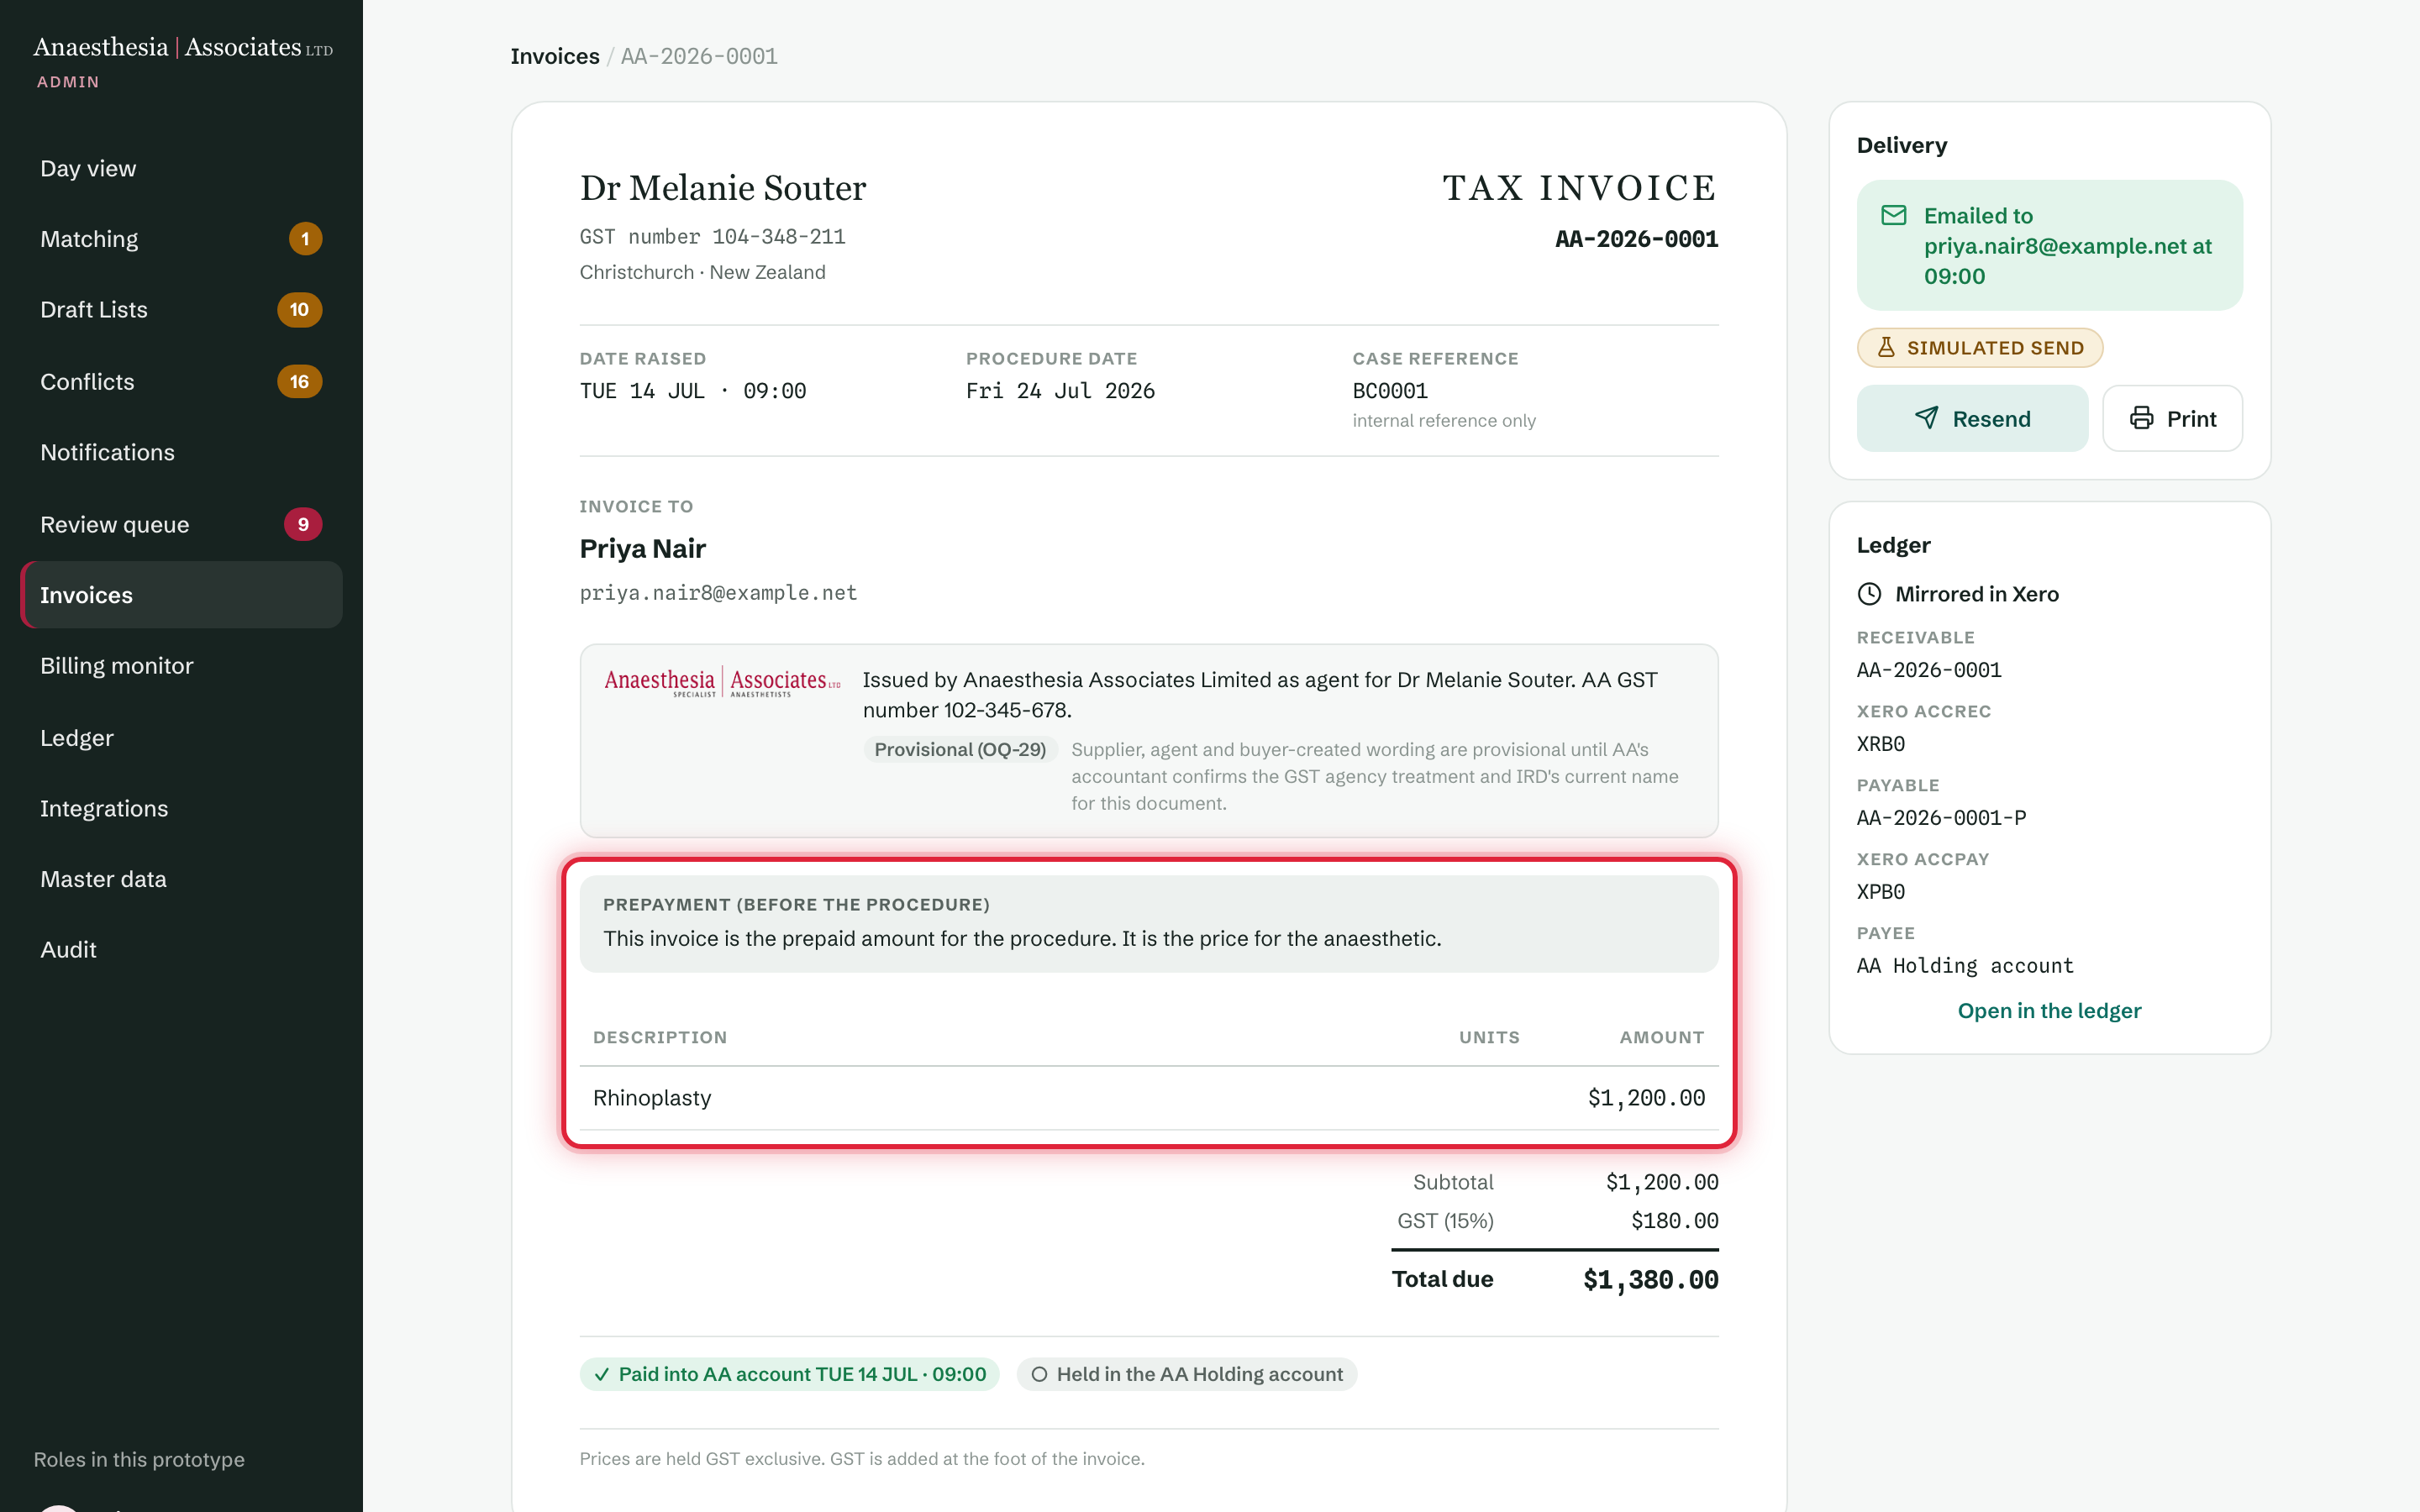 Anaesthesia | Associates LTD
ADMIN
Day view
Matching 1
Draft Lists 10
Conflicts 16
Notifications
Review queue 9
Invoices
Billing monitor
Ledger
Integrations
Master data
Audit
Roles in this prototype
Invoices / AA-2026-0001
Dr Melanie Souter
GST number 104-348-211
Christchurch · New Zealand
TAX INVOICE
AA-2026-0001
DATE RAISED
TUE 14 JUL · 09:00
PROCEDURE DATE
Fri 24 Jul 2026
CASE REFERENCE
BC0001
internal reference only
INVOICE TO
Priya Nair
priya.nair8@example.net
Anaesthesia | Associates LTD
SPECIALIST ANAESTHETISTS
Issued by Anaesthesia Associates Limited as agent for Dr Melanie Souter. AA GST
number 102-345-678.
Provisional (OQ-29)
Supplier, agent and buyer-created wording are provisional until AA's
accountant confirms the GST agency treatment and IRD's current name
for this document.
PREPAYMENT (BEFORE THE PROCEDURE)
This invoice is the prepaid amount for the procedure. It is the price for the anaesthetic.
DESCRIPTION UNITS AMOUNT
Rhinoplasty $1,200.00
Subtotal $1,200.00
GST (15%) $180.00
Total due $1,380.00
Paid into AA account TUE 14 JUL · 09:00
Held in the AA Holding account
Prices are held GST exclusive. GST is added at the foot of the invoice.
Delivery
Emailed to
priya.nair8@example.net at
09:00
SIMULATED SEND
Resend
Print
Ledger
Mirrored in Xero
RECEIVABLE
AA-2026-0001
XERO ACCREC
XRB0
PAYABLE
AA-2026-0001-P
XERO ACCPAY
XPB0
PAYEE
AA Holding account
Open in the ledger